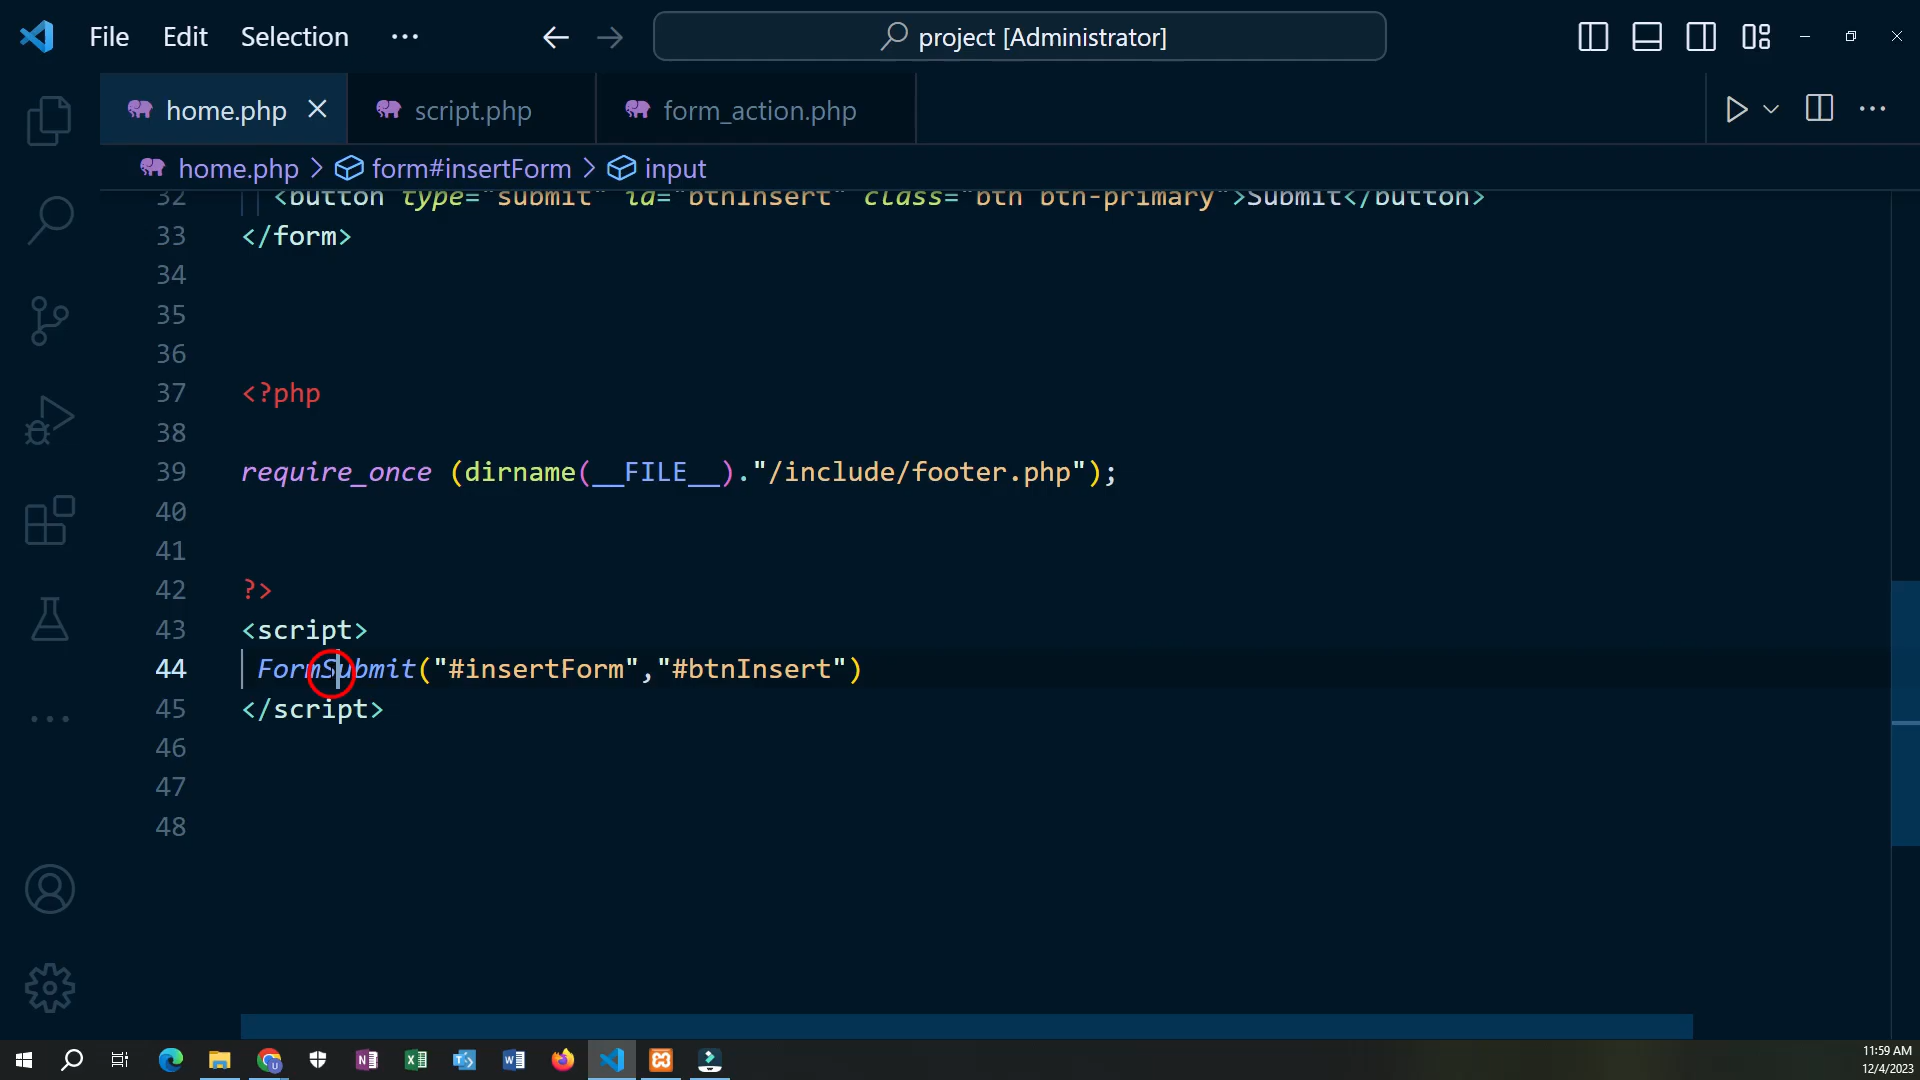 File Edit Selection ··· project [Administrator]
home.php script.php form_action.php
home.php > form#insertForm > input
32 <button type="submit" id="btnInsert" class="btn btn-primary">Submit</button>
33 </form>
34
35
36
37 <?php
38
39 require_once (dirname(__FILE__)."/include/footer.php");
40
41
42 ?>
43 <script>
44 FormSubmit("#insertForm","#btnInsert")
45 </script>
46
47
48
11:59 AM
12/4/2023